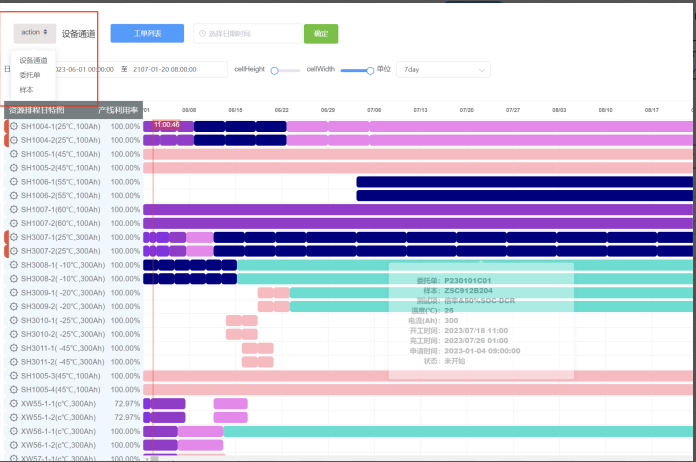 action 设备通道 工单列表 选择日期时间 确定
设备通道
委托单
样本
日 023-06-01 00:00:00 至 2107-01-20 08:00:00 cellHeight cellWidth 单位 7day
资源排程日特图 产线利用率 /01 06/08 06/15 06/22 06/29 07/06 07/13 07/20 07/27 08/03 08/10 08/17
11:00:46
SH1004-1(25℃,100Ah) 100.00%
SH1004-2(25℃,100Ah) 100.00%
SH1005-1(45℃,100Ah) 100.00%
SH1005-2(45℃,100Ah) 100.00%
SH1006-1(55℃,100Ah) 100.00%
SH1006-2(55℃,100Ah) 100.00%
SH1007-1(60℃,100Ah) 100.00%
SH1007-2(60℃,100Ah) 100.00%
SH3007-1(25℃,300Ah) 100.00%
SH3007-2(25℃,300Ah) 100.00%
SH3008-1( -10℃,300Ah) 100.00%
SH3008-2( -10℃,300Ah) 100.00%
SH3009-1( -20℃,300Ah) 100.00%
SH3009-2( -20℃,300Ah) 100.00%
SH3010-1( -25℃,300Ah) 100.00%
SH3010-2( -25℃,300Ah) 100.00%
SH3011-1( -45℃,300Ah) 100.00%
SH3011-2( -45℃,300Ah) 100.00%
SH1005-3(45℃,100Ah) 100.00%
SH1005-4(45℃,100Ah) 100.00%
XW55-1-1(c℃,300Ah) 72.97%
XW55-1-2(c℃,300Ah) 72.97%
XW56-1-1(c℃,300Ah) 100.00%
XW56-1-2(c℃,300Ah) 100.00%
XW57-1-1(c℃,300Ah) 100.00%
委托单: P230101C01
样本: ZSC912B204
测试项: 倍率&50%SOC-DCR
温度(℃): 25
电流(Ah): 300
开工时间: 2023/07/18 11:00
完工时间: 2023/07/26 01:00
申请时间: 2023-01-04 09:00:00
状态: 未开始